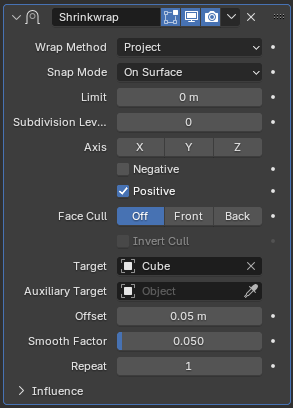 Shrinkwrap
Wrap Method Project
Snap Mode On Surface
Limit 0 m
Subdivision Lev... 0
Axis X Y Z
Negative
Positive
Face Cull Off Front Back
Invert Cull
Target Cube
Auxiliary Target Object
Offset 0.05 m
Smooth Factor 0.050
Repeat 1
Influence